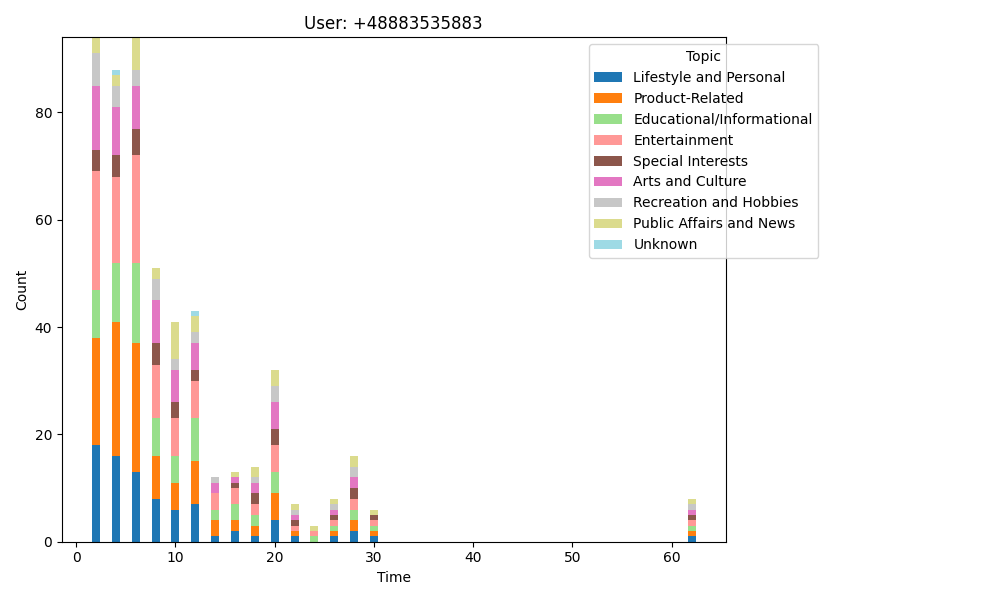 User: +48883535883
Topic
Lifestyle and Personal
Product-Related
Educational/Informational
Entertainment
Special Interests
Arts and Culture
Recreation and Hobbies
Public Affairs and News
Unknown
Count
80
60
40
20
0
0 10 20 30 40 50 60
Time